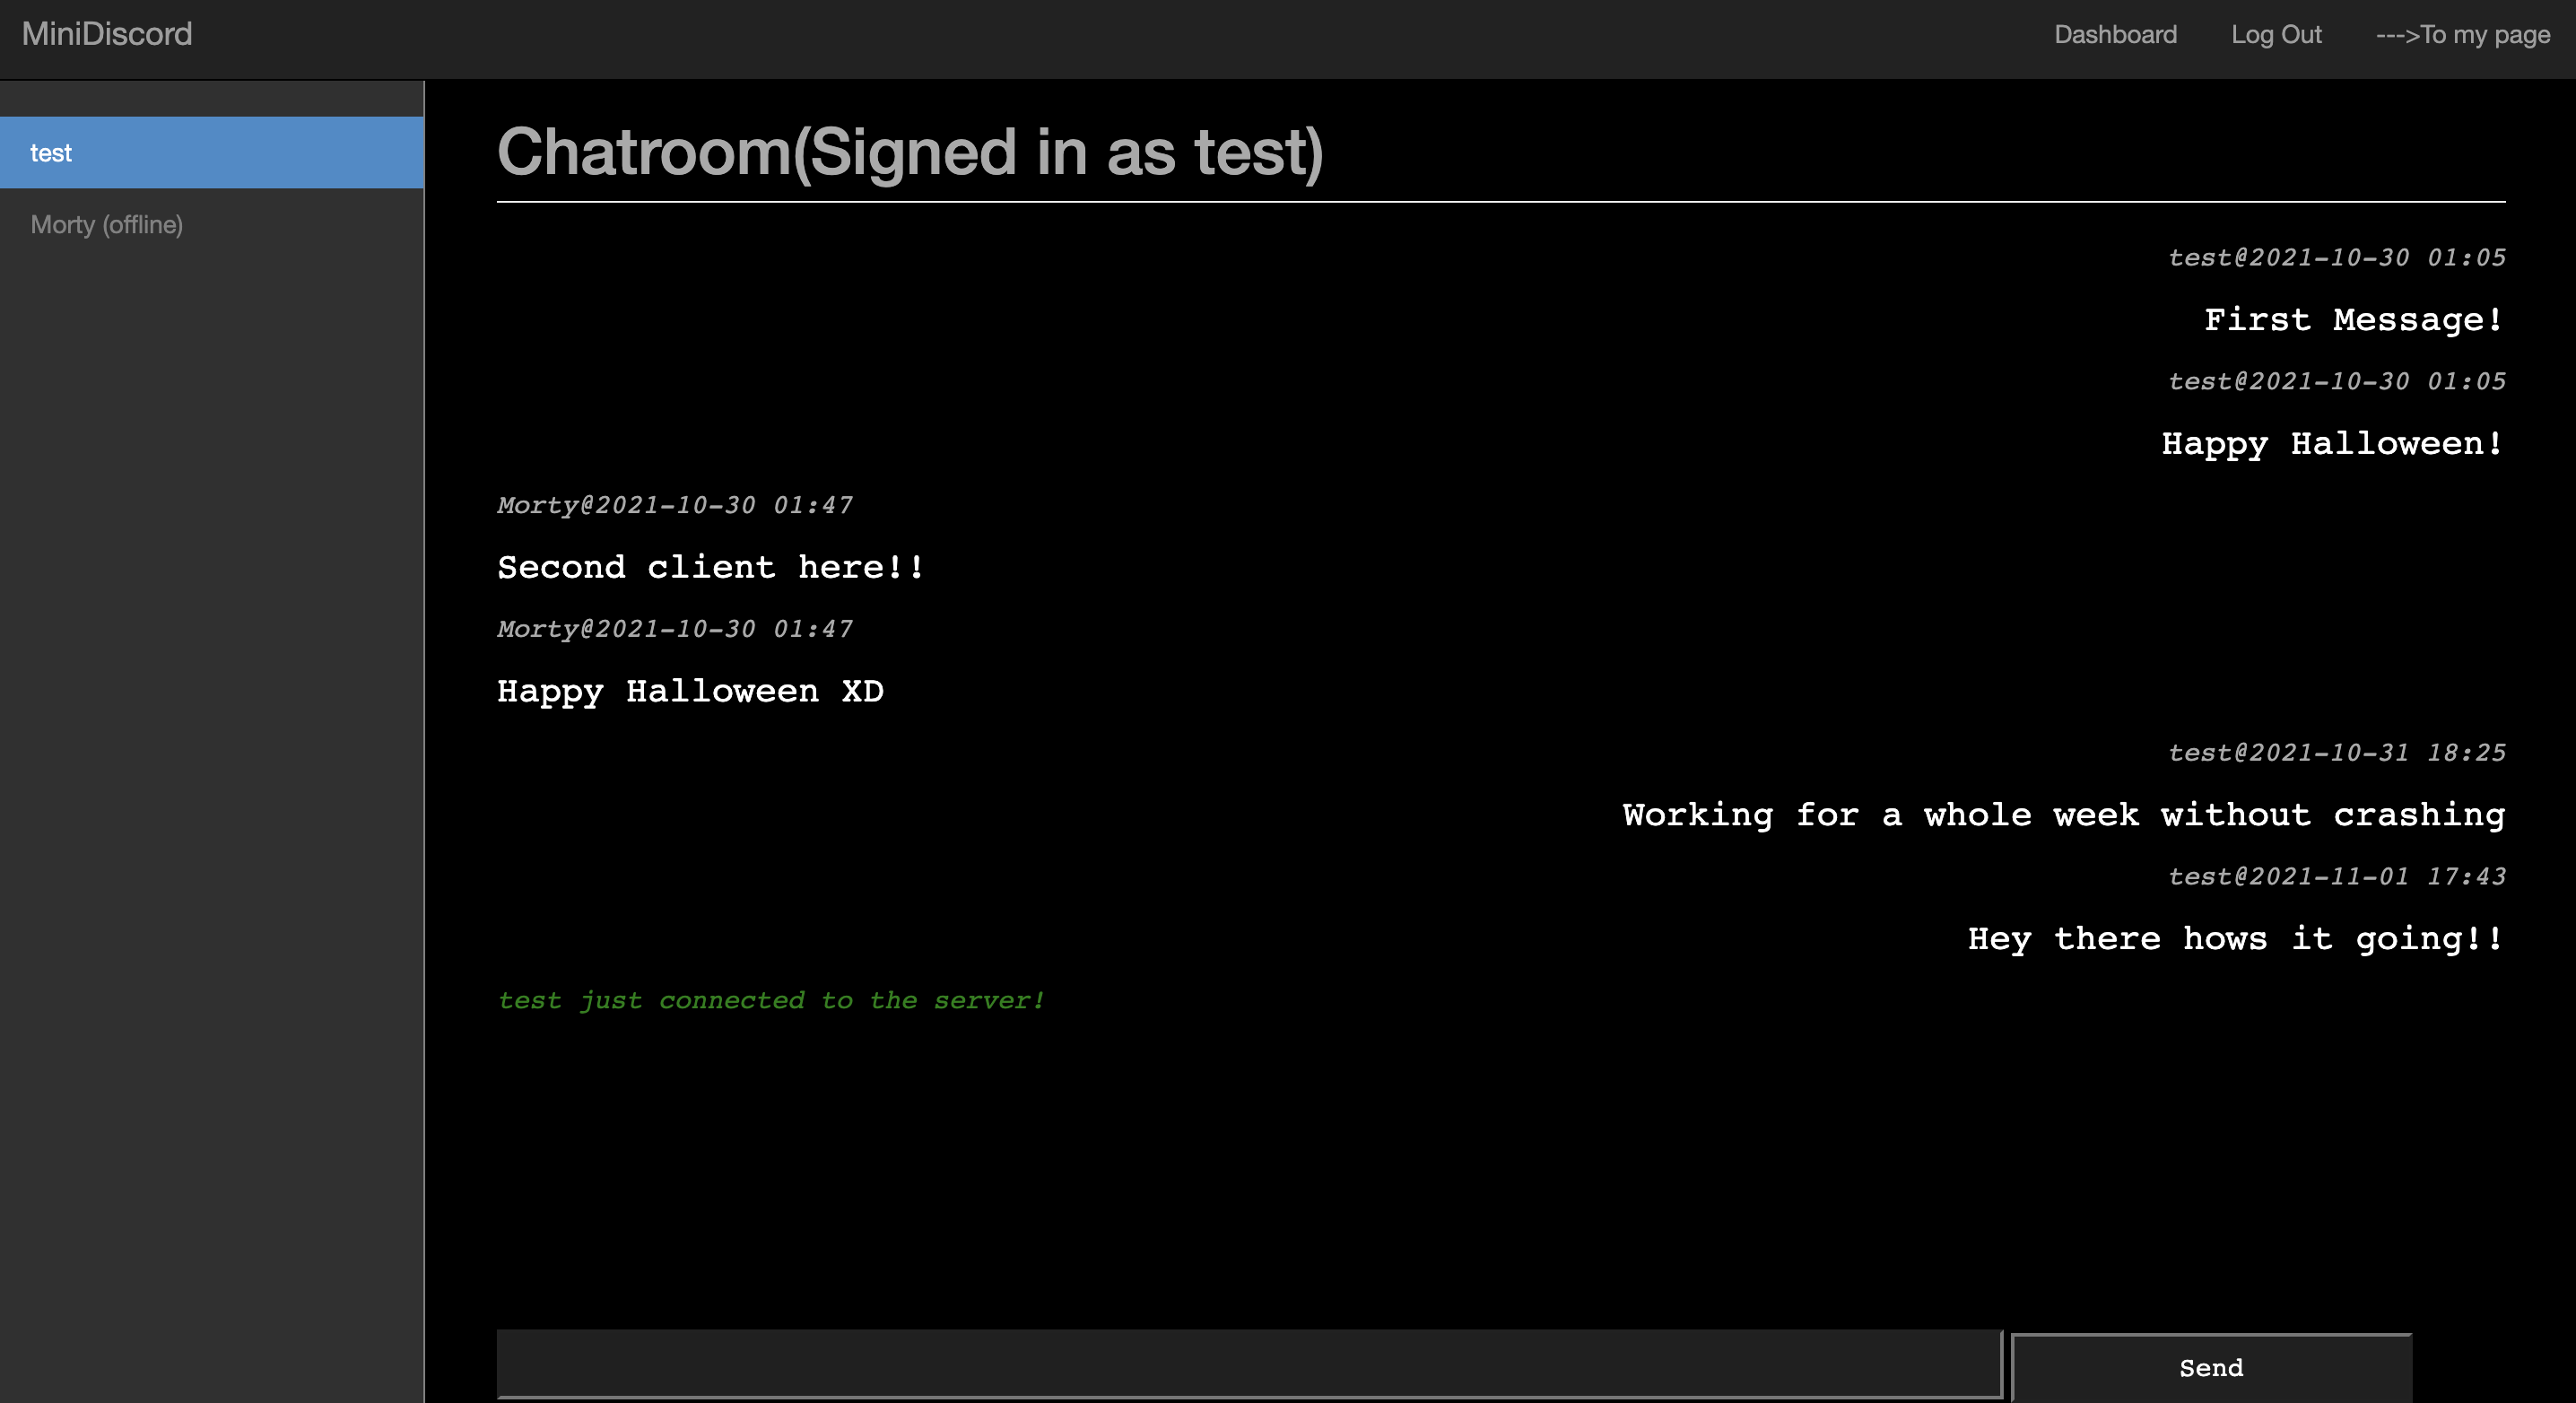 MiniDiscord
Dashboard
Log Out
--->To my page
test
Morty (offline)
Chatroom(Signed in as test)
test@2021-10-30 01:05
First Message!
test@2021-10-30 01:05
Happy Halloween!
Morty@2021-10-30 01:47
Second client here!!
Morty@2021-10-30 01:47
Happy Halloween XD
test@2021-10-31 18:25
Working for a whole week without crashing
test@2021-11-01 17:43
Hey there hows it going!!
test just connected to the server!
Send